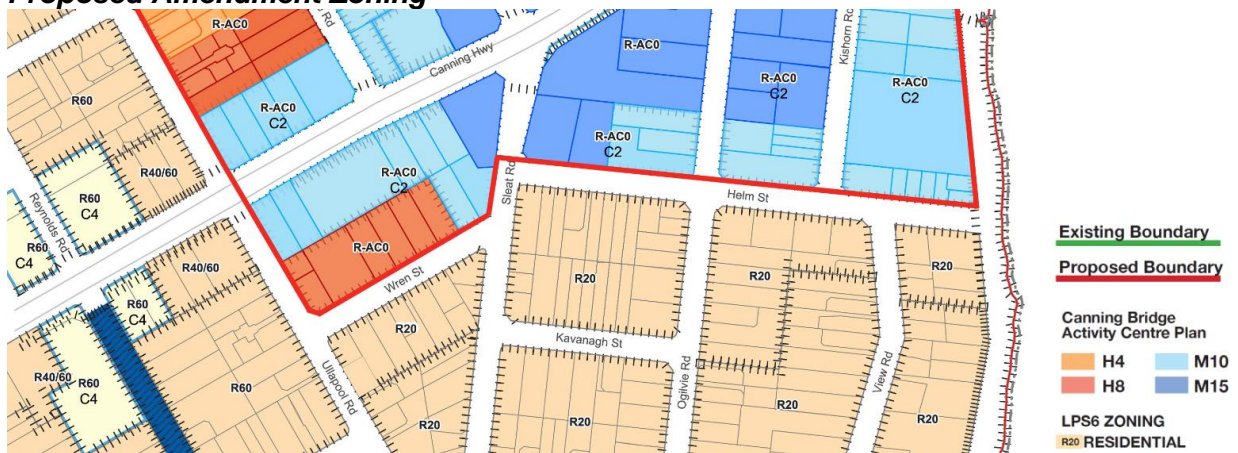 Proposed Amendment Zoning
R-AC0
Canning Hwy
R-AC0
R-AC0
C2
Kishorn Rd
R-AC0
C2
R60
R-AC0
C2
R-AC0
C2
R-AC0
C2
R40/60
Sleat Rd
Helm St
Reynolds Rd
R60
C4
R60
C4
R40/60
R-AC0
Wren St
R20
R20
R20
R60
C4
R20
Kavanagh St
R40/60
R60
C4
R60
Ullapool Rd
R20
R20
Ogilvie Rd
R20
View Rd
R20
Existing Boundary
Proposed Boundary
Canning Bridge
Activity Centre Plan
H4 M10
H8 M15
LPS6 ZONING
R20 RESIDENTIAL